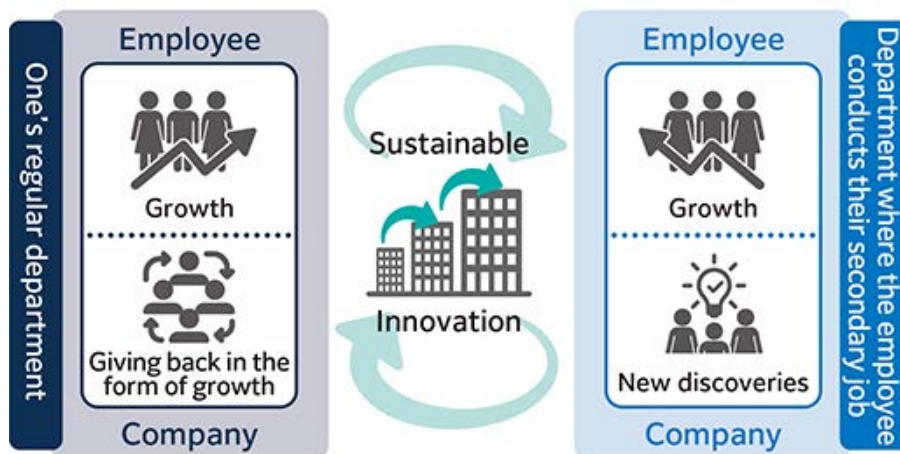 One's regular department
Employee
Growth
Giving back in the
form of growth
Company
Sustainable
Innovation
Employee
Growth
New discoveries
Company
Department where the employee
conducts their secondary job